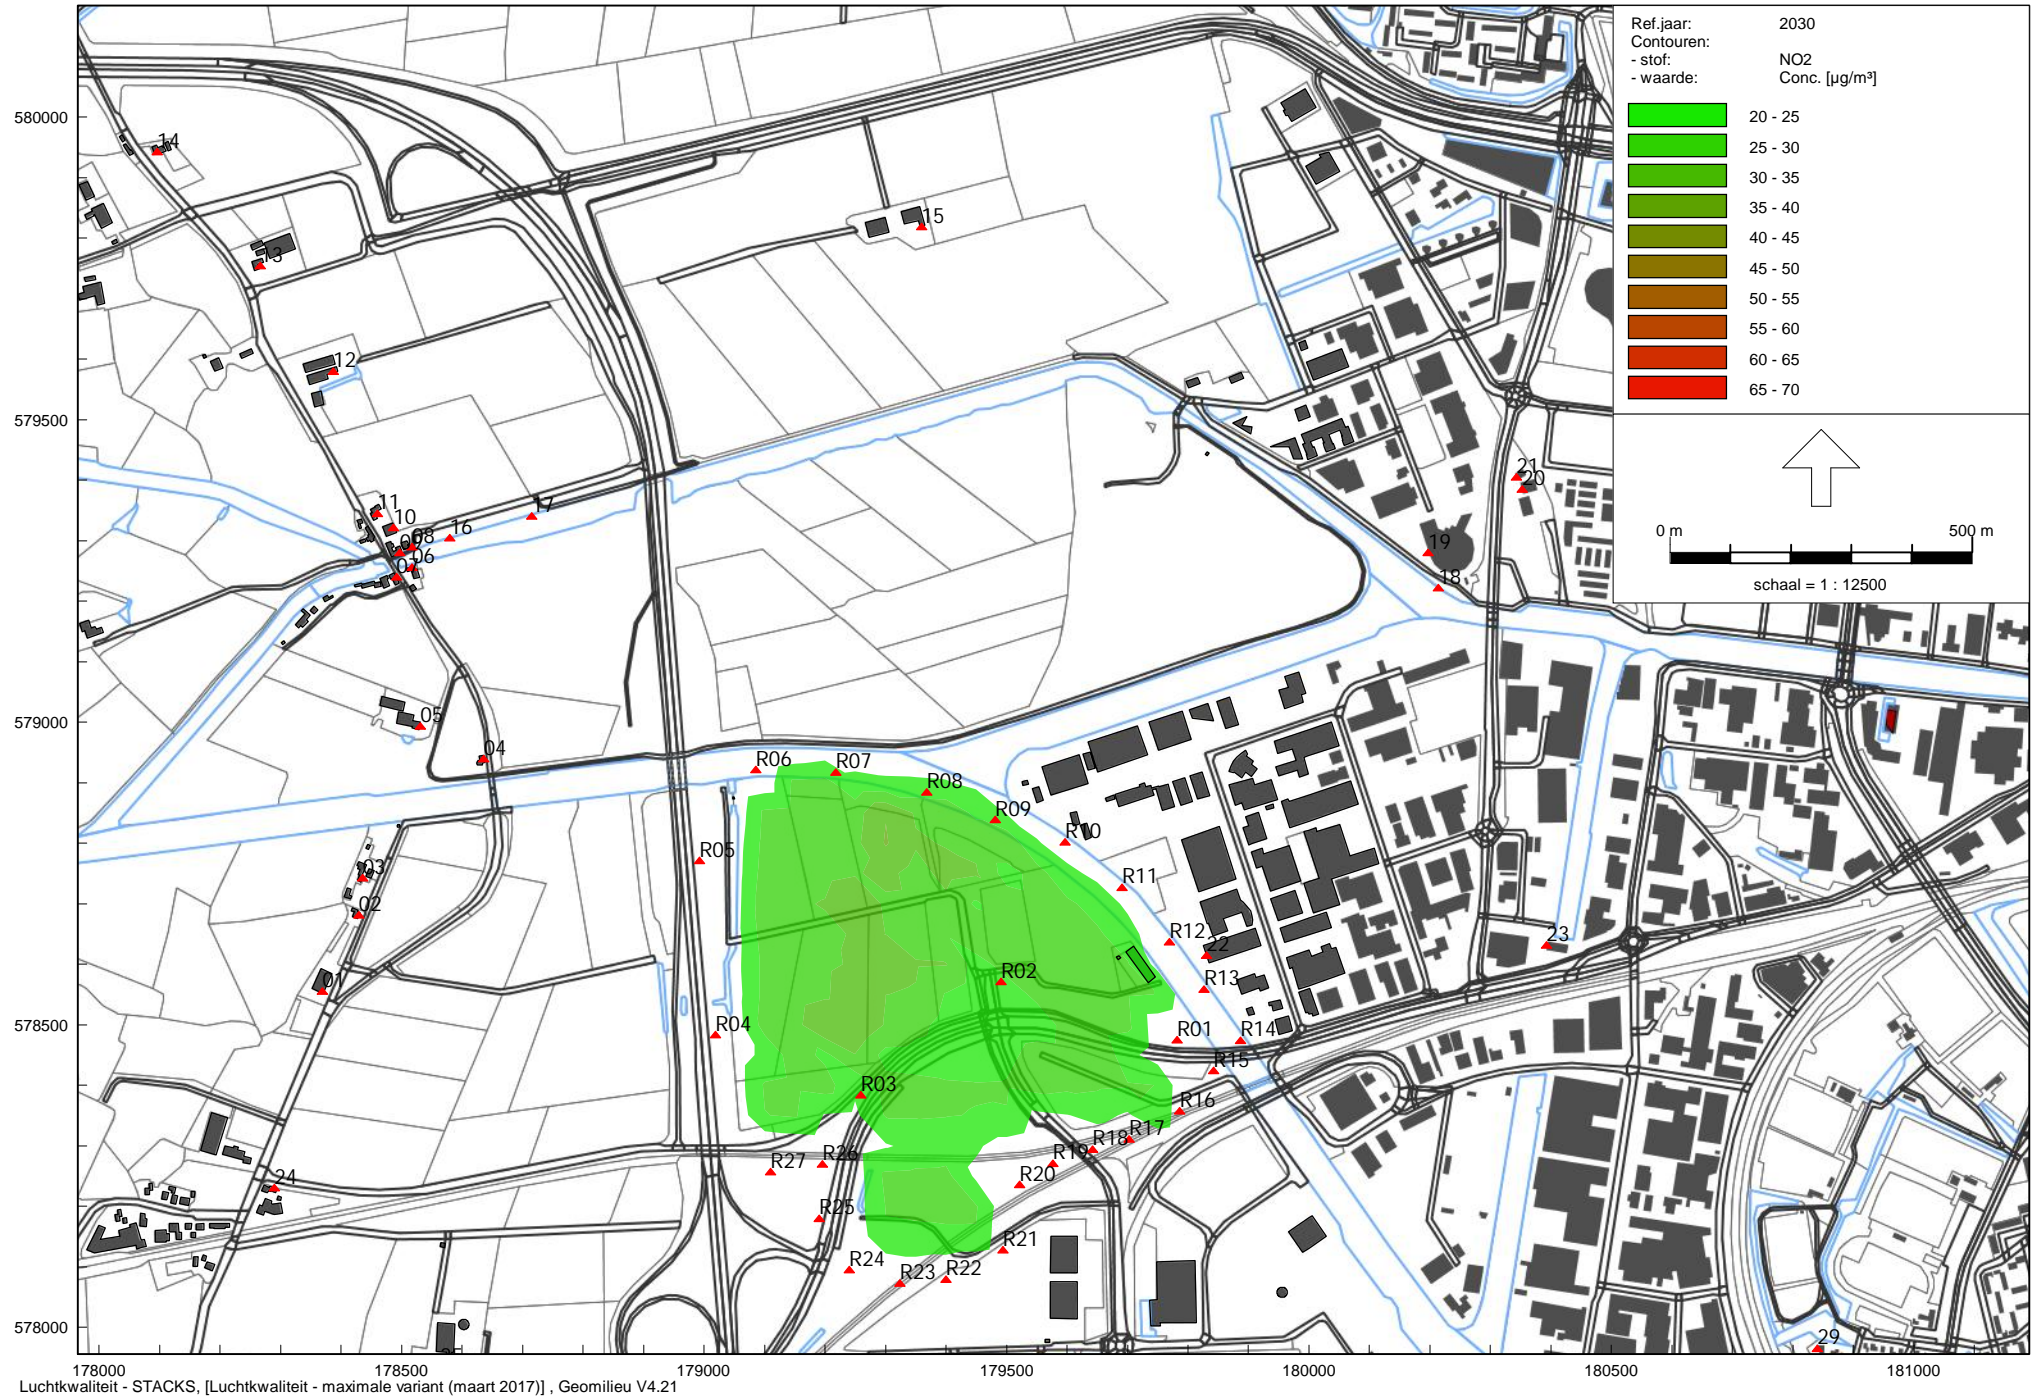 Ref.jaar: 2030
Contouren:
- stof: NO2
- waarde: Conc. [µg/m³]
20 - 25
25 - 30
30 - 35
35 - 40
40 - 45
45 - 50
50 - 55
55 - 60
60 - 65
65 - 70
0 m 500 m
schaal = 1 : 12500
580000
579500
579000
578500
578000
14
15
13
12
21
20
11
10
17
16
09
08
06
07
19
18
05
04
R06
R07
R08
R09
R10
R05
R11
03
02
R12
22
23
01
R02
R13
R04
R01
R14
R15
R03
R16
R17
R18
R19
R26
R27
R20
24
R25
R21
R24
R23
R22
29
178000 178500 179000 179500 180000 180500 181000
Luchtkwaliteit - STACKS, [Luchtkwaliteit - maximale variant (maart 2017)] , Geomilieu V4.21